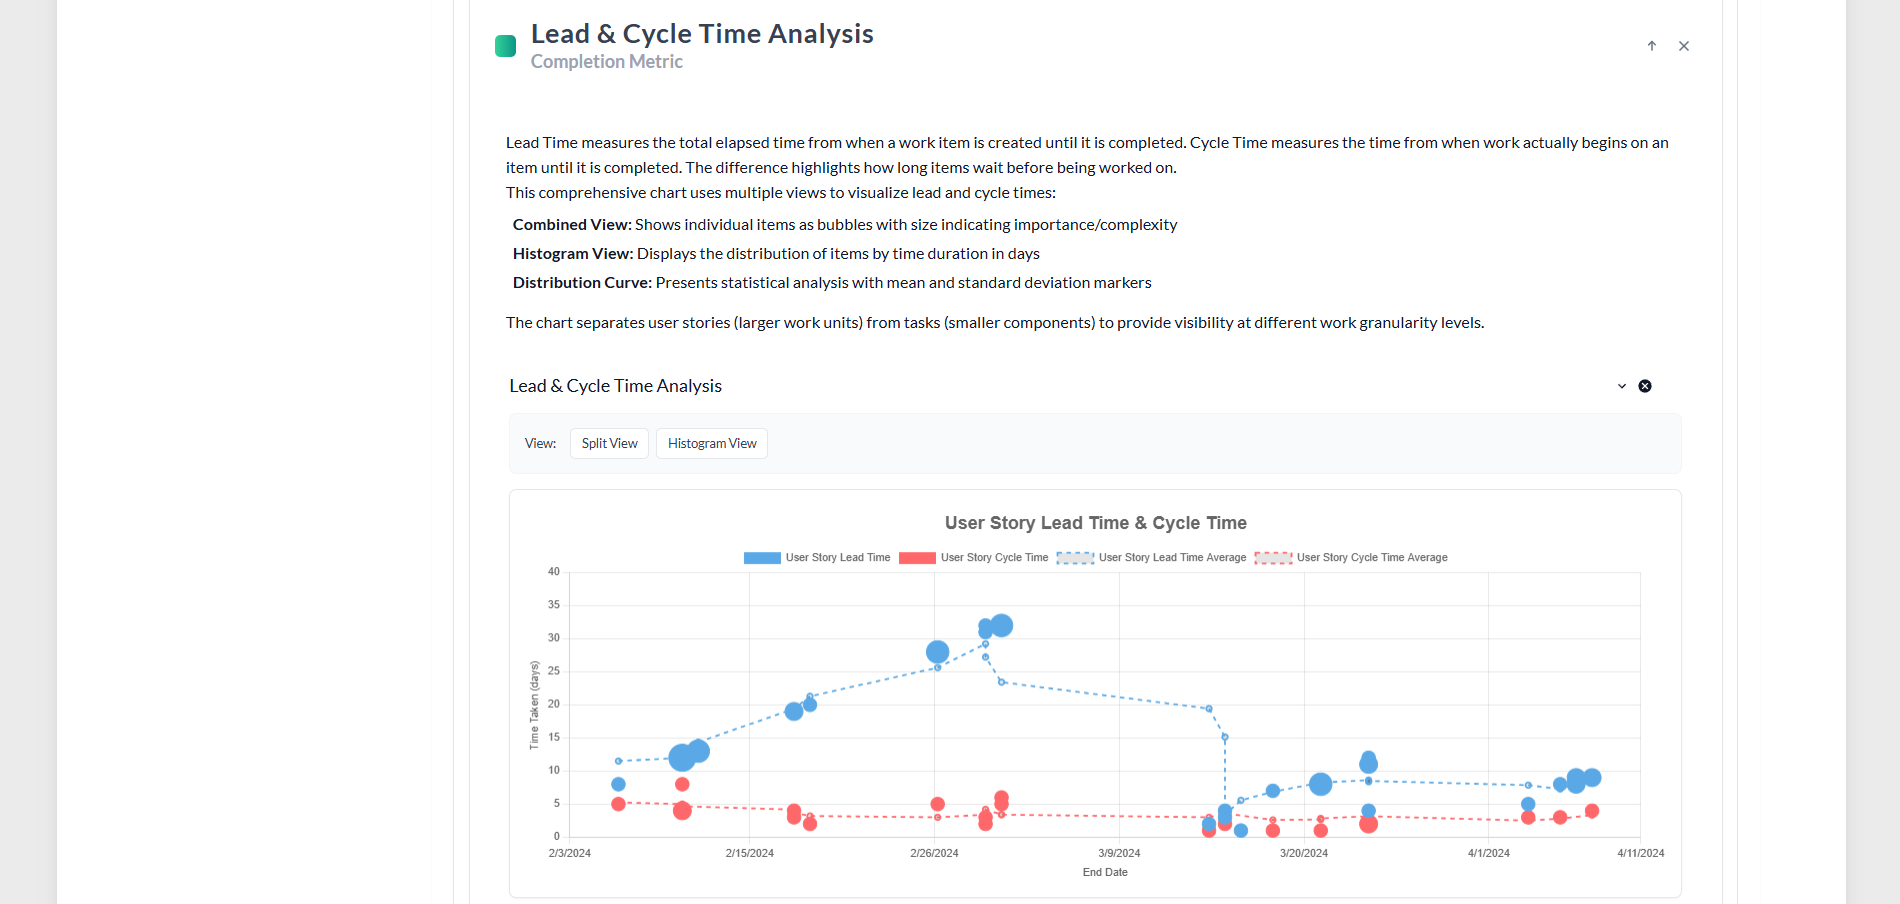 Lead & Cycle Time Analysis
Completion Metric
Lead Time measures the total elapsed time from when a work item is created until it is completed. Cycle Time measures the time from when work actually begins on an
item until it is completed. The difference highlights how long items wait before being worked on.
This comprehensive chart uses multiple views to visualize lead and cycle times:
Combined View: Shows individual items as bubbles with size indicating importance/complexity
Histogram View: Displays the distribution of items by time duration in days
Distribution Curve: Presents statistical analysis with mean and standard deviation markers
The chart separates user stories (larger work units) from tasks (smaller components) to provide visibility at different work granularity levels.
Lead & Cycle Time Analysis
View: Split View Histogram View
User Story Lead Time & Cycle Time
User Story Lead Time User Story Cycle Time User Story Lead Time Average User Story Cycle Time Average
40
35
30
25
20
15
10
5
0
Time Taken (days)
2/3/2024 2/15/2024 2/26/2024 3/9/2024 3/20/2024 4/1/2024 4/11/2024
End Date